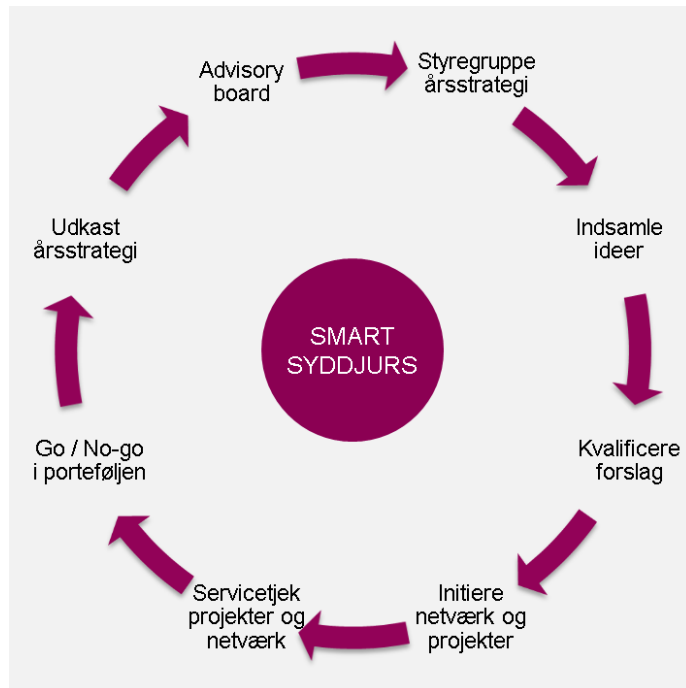 Advisory
board
Styregruppe
årsstrategi
Indsamle
ideer
Kvalificere
forslag
Initiere
netværk og
projekter
Servicetjek
projekter og
netværk
Go / No-go
i porteføljen
Udkast
årsstrategi
SMART
SYDDJURS